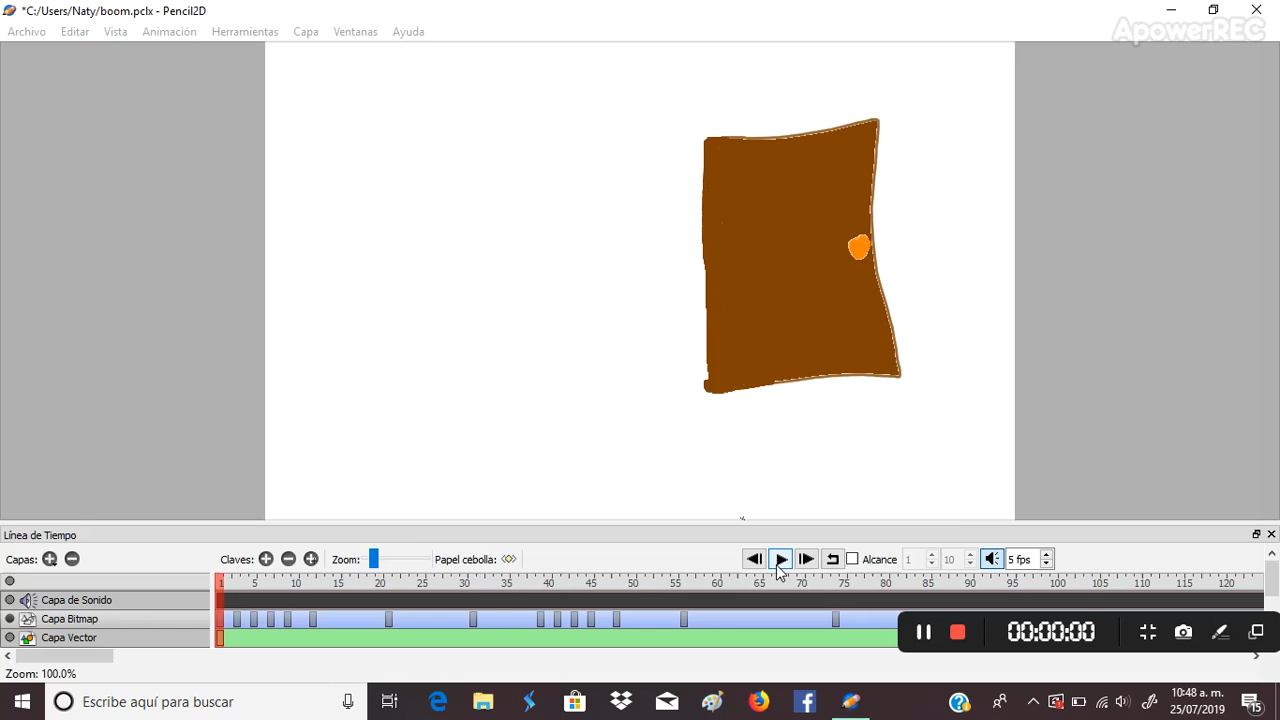 *C:/Users/Naty/boom.pclx - Pencil2D
ApowerREC
Archivo Editar Vista Animación Herramientas Capa Ventanas Ayuda
Línea de Tiempo
Capas: Claves: Zoom: Papel cebolla: Alcance 1 10 5 fps
1 5 10 15 20 25 30 35 40 45 50 55 60 65 70 75 80 85 90 95 100 105 110 115 120
Capa de Sonido
Capa Bitmap
Capa Vector
00:00:00
Zoom: 100.0%
Escribe aquí para buscar
10:48 a. m.
25/07/2019
15